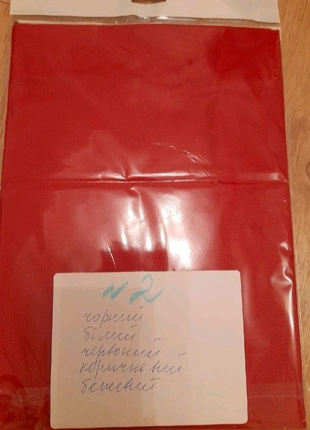 №2
чорний
білий
червоний
коричневий
бежевий